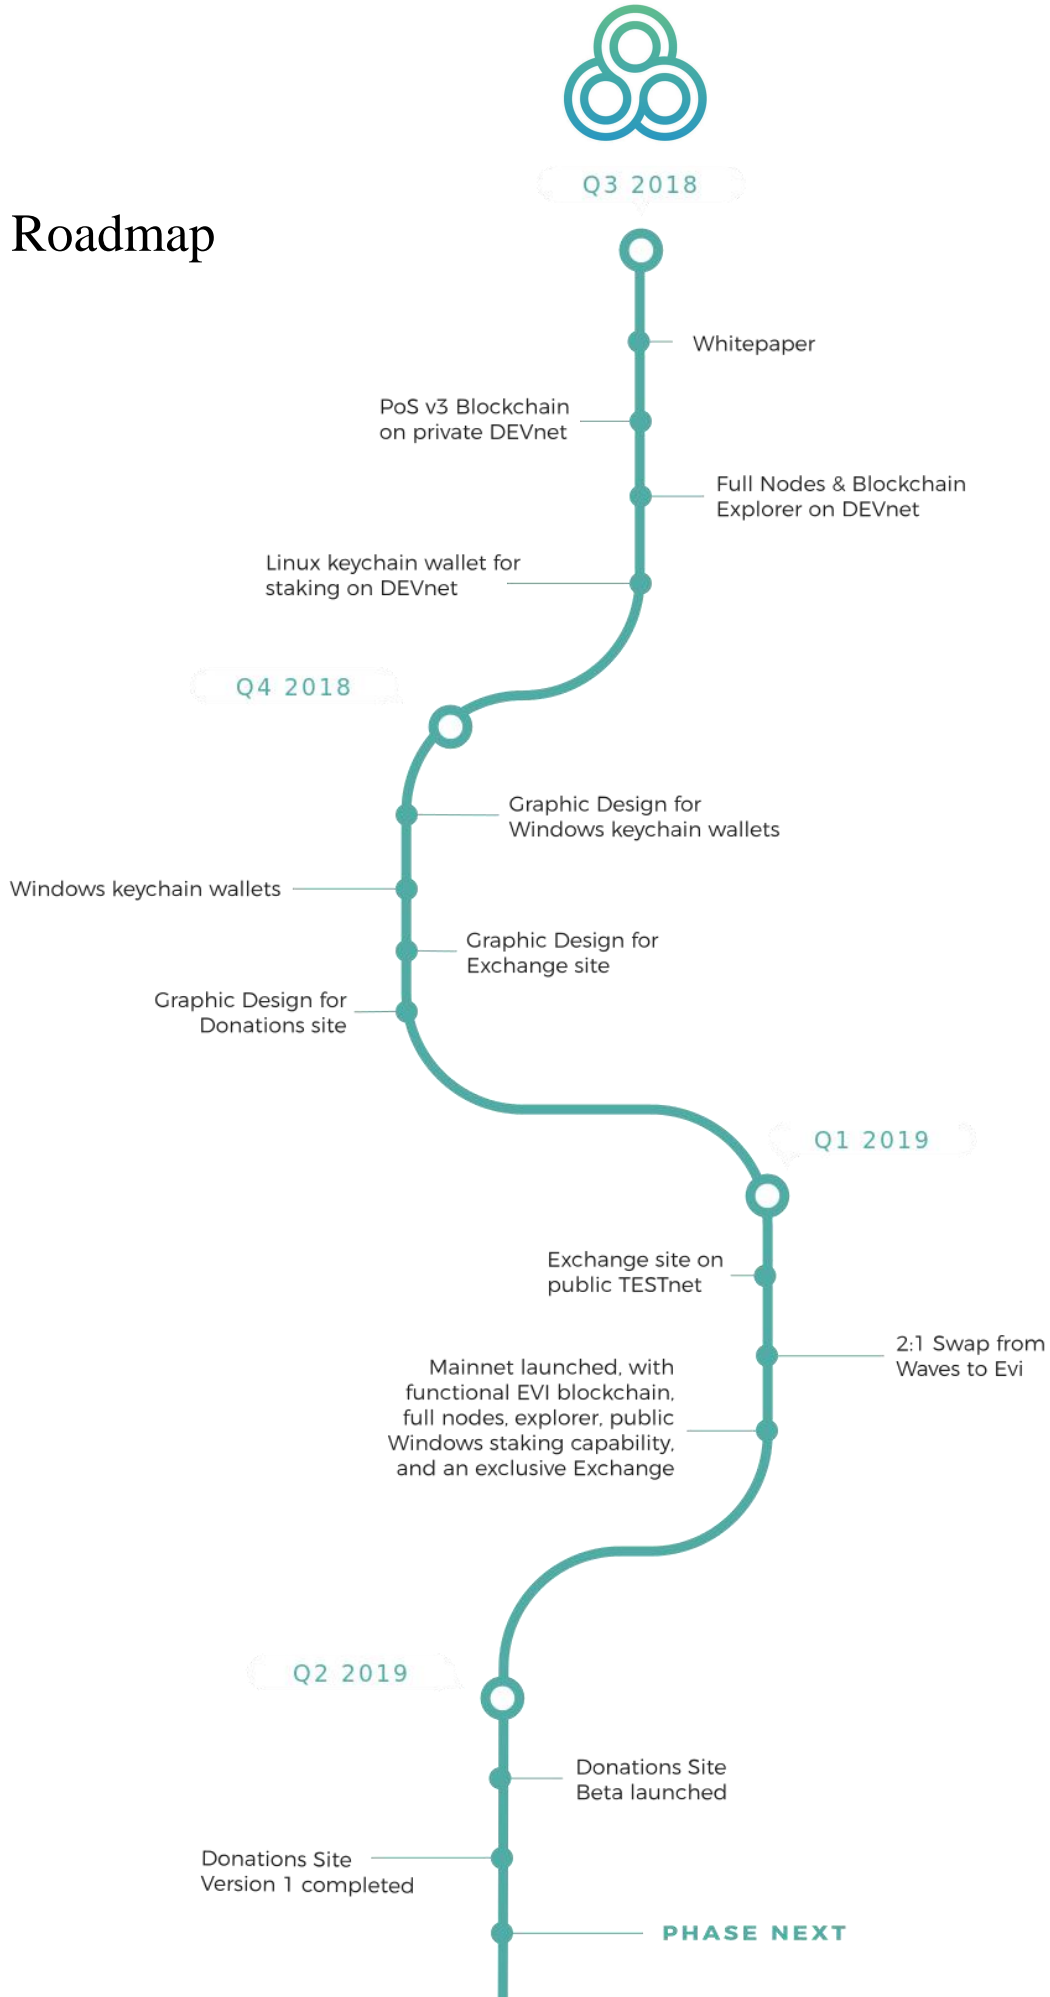 Q3 2018
Roadmap
Whitepaper
PoS v3 Blockchain
on private DEVnet
Full Nodes & Blockchain
Explorer on DEVnet
Linux keychain wallet for
staking on DEVnet
Q4 2018
Graphic Design for
Windows keychain wallets
Windows keychain wallets
Graphic Design for
Exchange site
Graphic Design for
Donations site
Q1 2019
Exchange site on
public TESTnet
2:1 Swap from
Waves to Evi
Mainnet launched, with
functional EVI blockchain,
full nodes, explorer, public
Windows staking capability,
and an exclusive Exchange
Q2 2019
Donations Site
Beta launched
Donations Site
Version 1 completed
PHASE NEXT